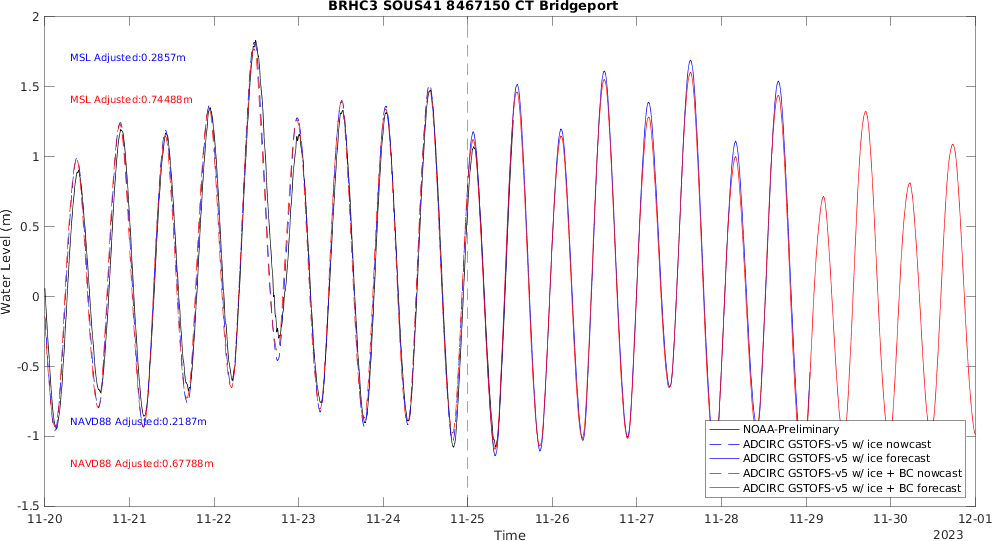 BRHC3 SOUS41 8467150 CT Bridgeport
2
1.5
1
0.5
0
-0.5
-1
-1.5
Water Level (m)
MSL Adjusted:0.2857m
MSL Adjusted:0.74488m
NAVD88 Adjusted:0.2187m
NAVD88 Adjusted:0.67788m
NOAA-Preliminary
ADCIRC GSTOFS-v5 w/ ice nowcast
ADCIRC GSTOFS-v5 w/ ice forecast
ADCIRC GSTOFS-v5 w/ ice + BC nowcast
ADCIRC GSTOFS-v5 w/ ice + BC forecast
11-20 11-21 11-22 11-23 11-24 11-25 11-26 11-27 11-28 11-29 11-30 12-01
Time
2023